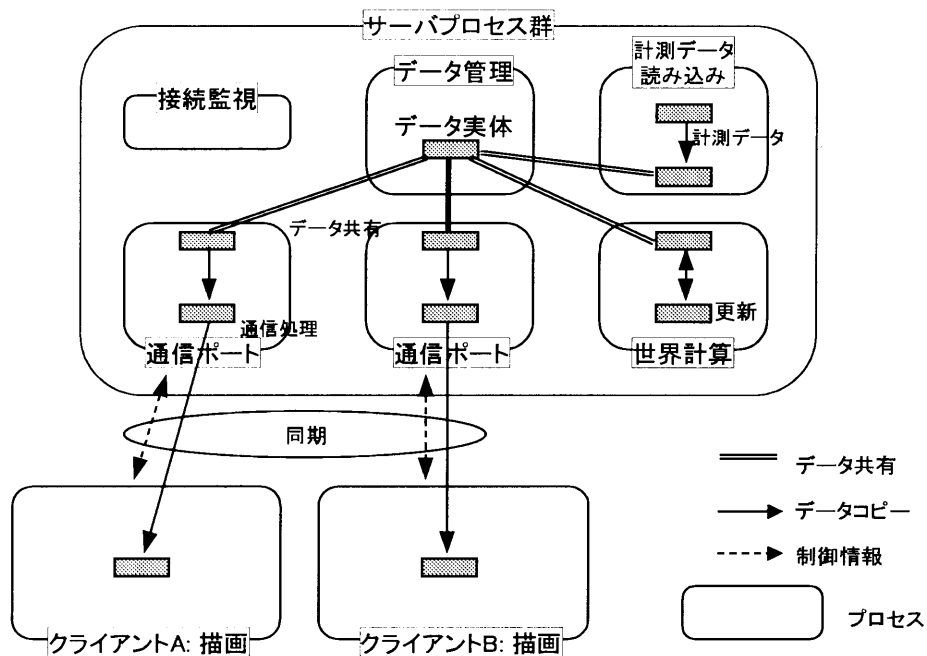 サーバプロセス群
計測データ
読み込み
データ管理
接続監視
データ実体
計測データ
データ共有
通信処理
更新
通信ポート
通信ポート
世界計算
同期
データ共有
データコピー
制御情報
プロセス
クライアントA: 描画
クライアントB: 描画